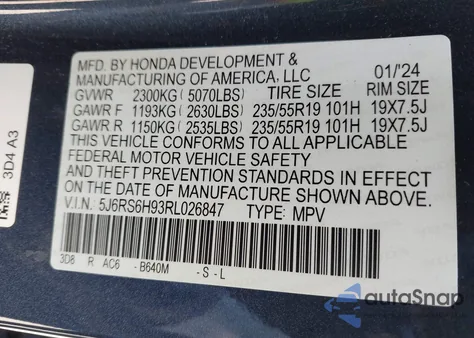 MFD. BY HONDA DEVELOPMENT &
MANUFACTURING OF AMERICA, LLC 01/'24
GVWR 2300KG (5070LBS) TIRE SIZE RIM SIZE
GAWR F 1193KG (2630LBS) 235/55R19 101H 19X7.5J
GAWR R 1150KG (2535LBS) 235/55R19 101H 19X7.5J
THIS VEHICLE CONFORMS TO ALL APPLICABLE
FEDERAL MOTOR VEHICLE SAFETY
AND THEFT PREVENTION STANDARDS IN EFFECT
ON THE DATE OF MANUFACTURE SHOWN ABOVE.
V.I.N. 5J6RS6H93RL026847 TYPE: MPV
3D8 R AC6 - B640M - S - L
3D4 A3
autoSnap